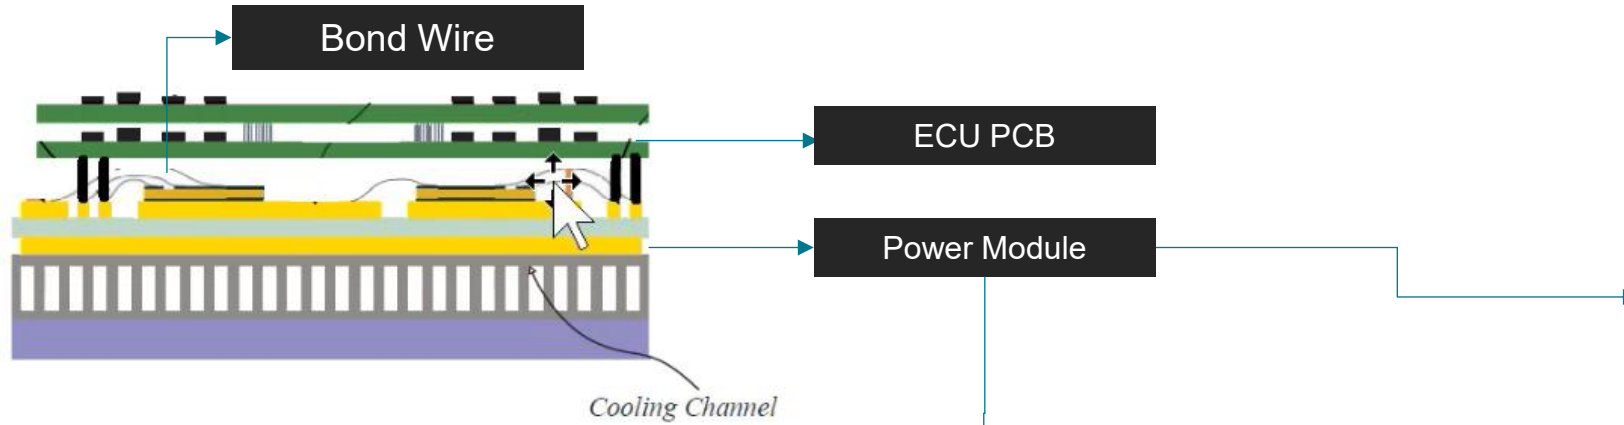 Bond Wire
ECU PCB
Power Module
Cooling Channel